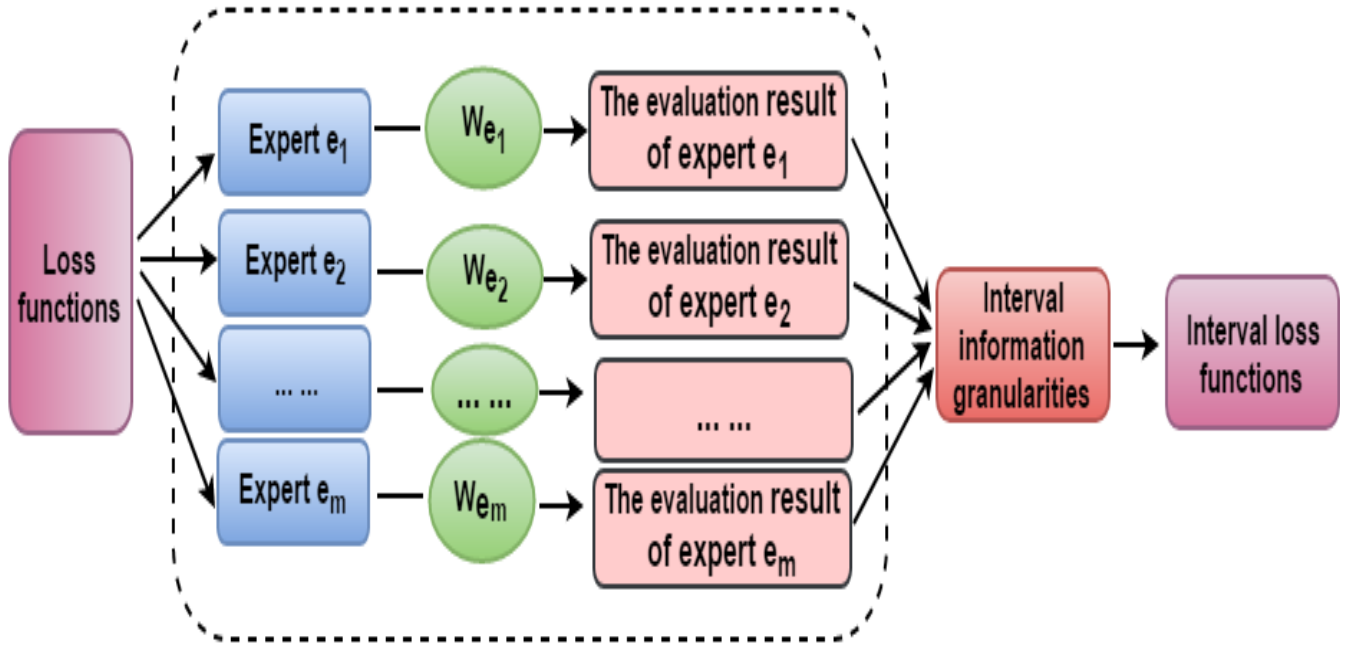 Loss
functions
Expert e₁
We₁
The evaluation result
of expert e₁
Expert e₂
We₂
The evaluation result
of expert e₂
... ...
... ...
... ...
Expert eₘ
Weₘ
The evaluation result
of expert eₘ
Interval
information
granularities
Interval loss
functions